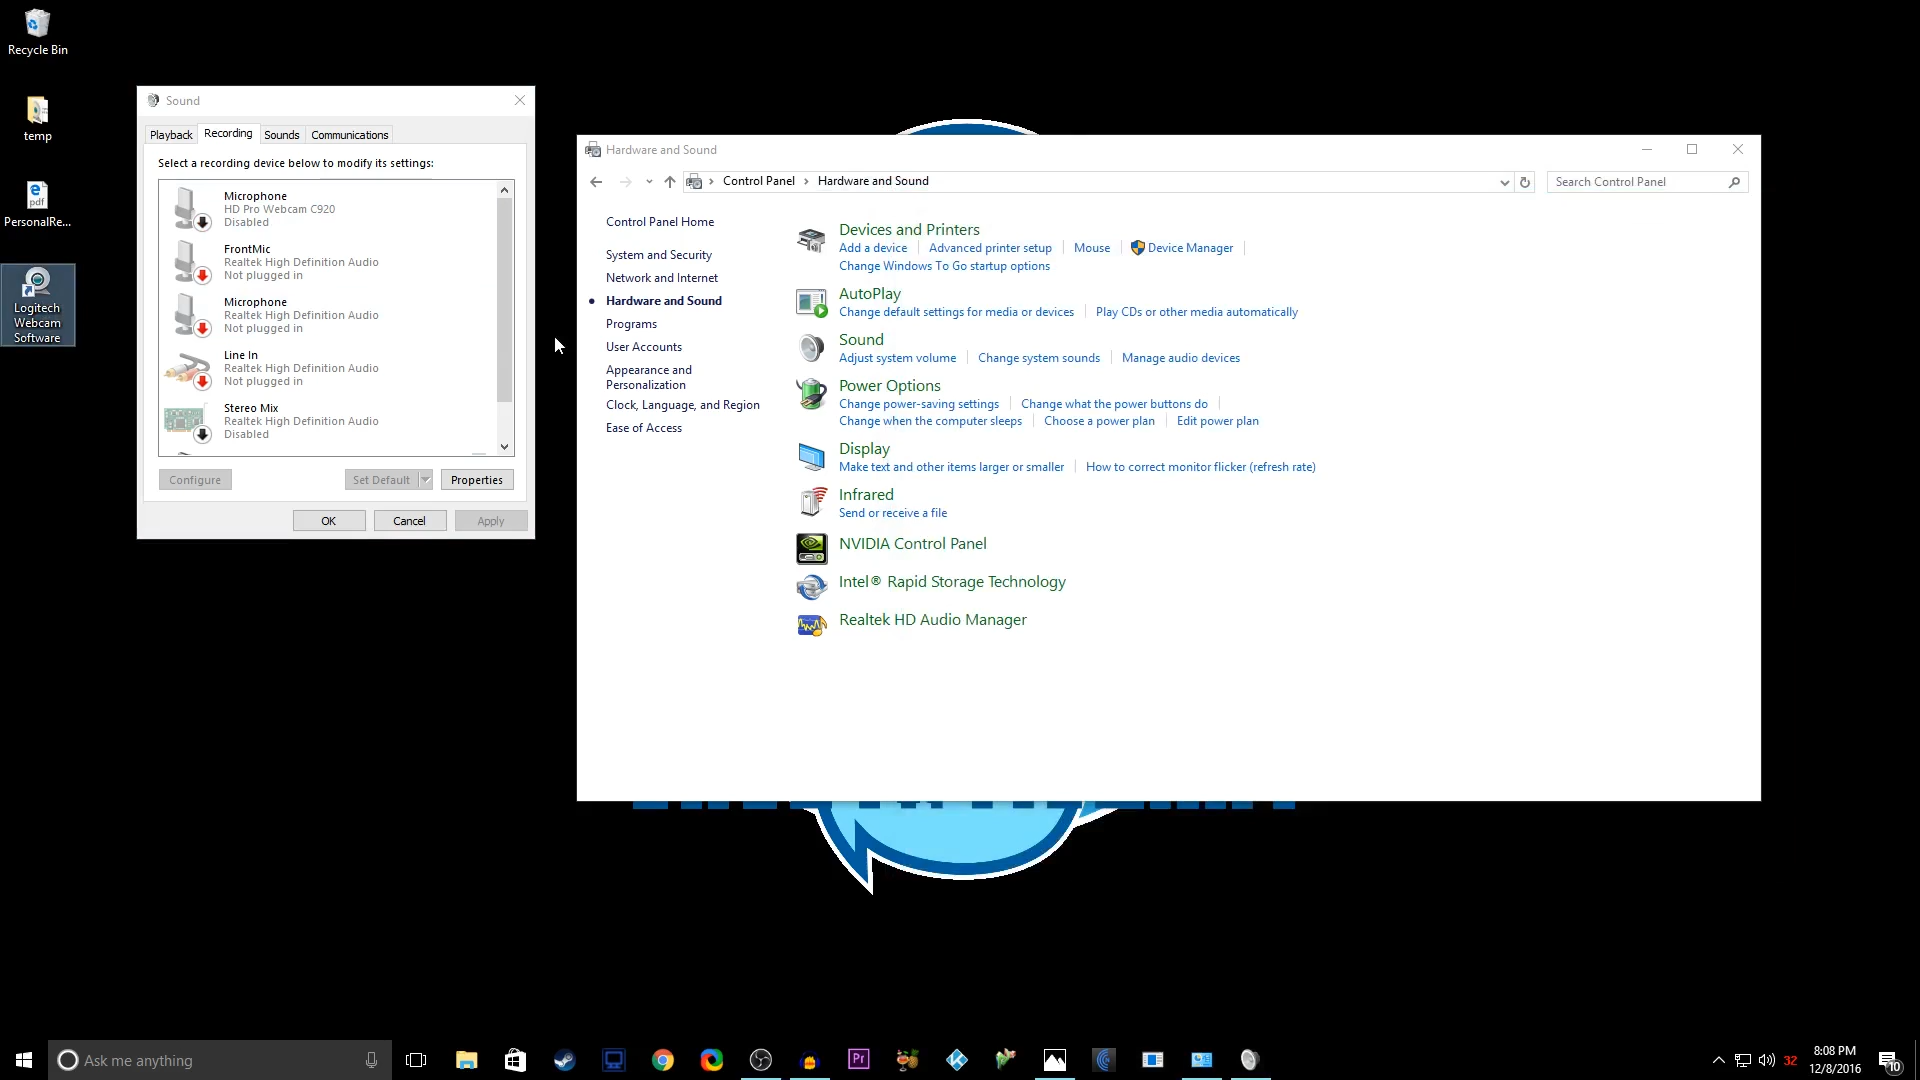 Recycle Bin
temp
PersonalRe...
Logitech
Webcam
Software
Sound
Playback
Recording
Sounds
Communications
Select a recording device below to modify its settings:
Microphone
HD Pro Webcam C920
Disabled
FrontMic
Realtek High Definition Audio
Not plugged in
Microphone
Realtek High Definition Audio
Not plugged in
Line In
Realtek High Definition Audio
Not plugged in
Stereo Mix
Realtek High Definition Audio
Disabled
Configure
Set Default
Properties
OK
Cancel
Apply
Hardware and Sound
Control Panel
Hardware and Sound
Search Control Panel
Control Panel Home
System and Security
Network and Internet
Hardware and Sound
Programs
User Accounts
Appearance and
Personalization
Clock, Language, and Region
Ease of Access
Devices and Printers
Add a device
Advanced printer setup
Mouse
Device Manager
Change Windows To Go startup options
AutoPlay
Change default settings for media or devices
Play CDs or other media automatically
Sound
Adjust system volume
Change system sounds
Manage audio devices
Power Options
Change power-saving settings
Change what the power buttons do
Change when the computer sleeps
Choose a power plan
Edit power plan
Display
Make text and other items larger or smaller
How to correct monitor flicker (refresh rate)
Infrared
Send or receive a file
NVIDIA Control Panel
Intel® Rapid Storage Technology
Realtek HD Audio Manager
Ask me anything
Pr
32
8:08 PM
12/8/2016
10
pdf